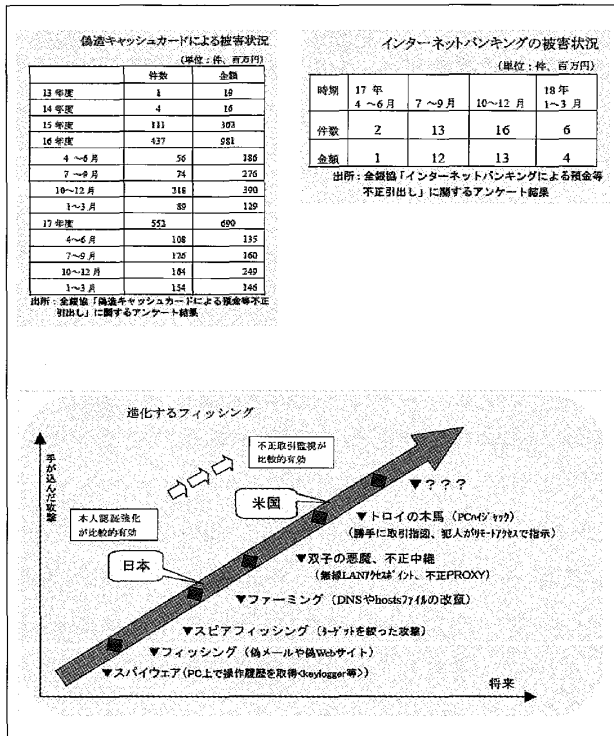 偽造キャッシュカードによる被害状況
(単位:件、百万円)
件数 金額
13 年度 1 19
14 年度 4 16
15 年度 111 303
16 年度 437 981
4 ~6 月 56 186
7 ~9 月 74 276
10~12 月 218 390
1~3 月 89 129
17 年度 552 690
4~6月 108 135
7~9月 126 160
10~12 月 164 249
1~3 月 154 146
出所:全銀協「偽造キャッシュカードによる預金等不正
引出し」に関するアンケート結果
インターネットバンキングの被害状況
(単位:件、百万円)
時期 17 年 4 ~6月 7 ~9月 10~12 月 18 年 1~3 月
件数 2 13 16 6
金額 1 12 13 4
出所:全銀協「インターネットバンキングによる預金等
不正引出し」に関するアンケート結果
進化するフィッシング
手が込んだ攻撃
不正取引監視が
比較的有効
本人認証強化
が比較的有効
米国
日本
▼???
▼トロイの木馬(PCハイジャック)
(勝手に取引指図、犯人がリモートアクセスで指示)
▼双子の悪魔、不正中継
(無線LANアクセスポイント、不正PROXY)
▼ファーミング(DNSやhostsファイルの改竄)
▼スピアフィッシング(ターゲットを絞った攻撃)
▼フィッシング(偽メールや偽Webサイト)
▼スパイウェア(PC上で操作履歴を取得<keylogger等>)
将来